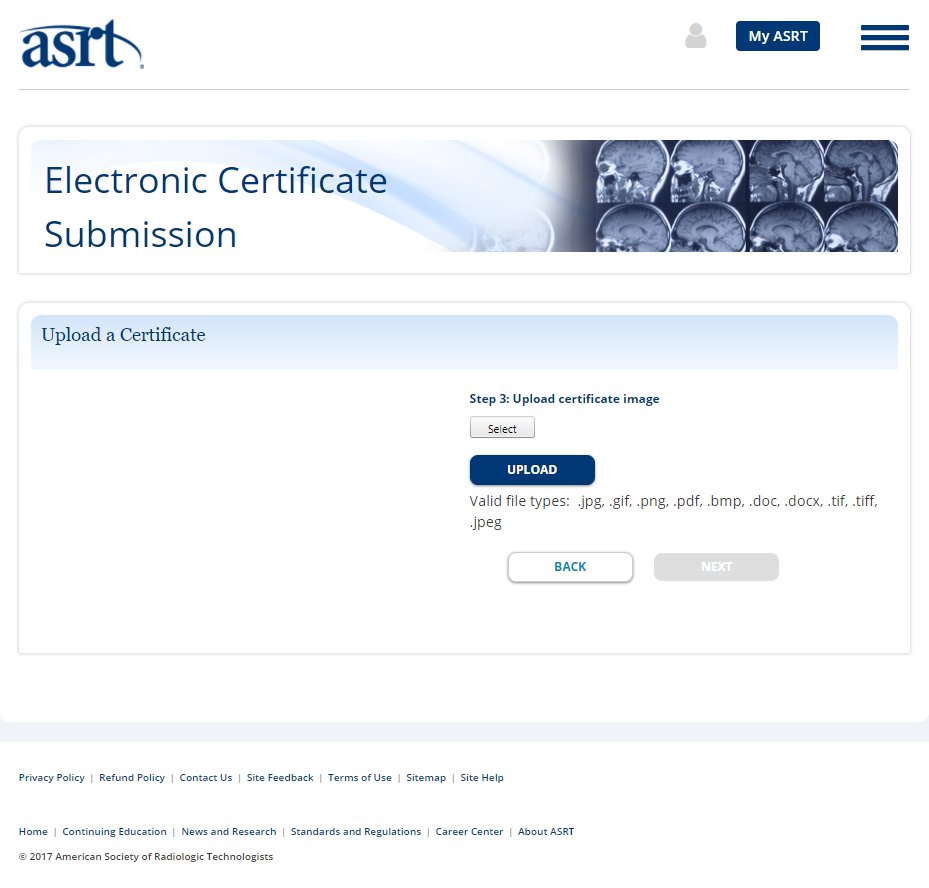 asrt
My ASRT
Electronic Certificate
Submission
Upload a Certificate
Step 3: Upload certificate image
Select
UPLOAD
Valid file types:  .jpg, .gif, .png, .pdf, .bmp, .doc, .docx, .tif, .tiff,
.jpeg
BACK
NEXT
Privacy Policy | Refund Policy | Contact Us | Site Feedback | Terms of Use | Sitemap | Site Help
Home | Continuing Education | News and Research | Standards and Regulations | Career Center | About ASRT
© 2017 American Society of Radiologic Technologists